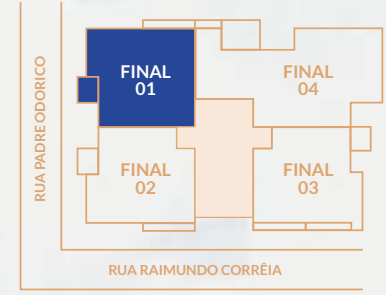 RUA PADRE ODORICO
FINAL
01
FINAL
04
FINAL
02
FINAL
03
RUA RAIMUNDO CORRÊIA